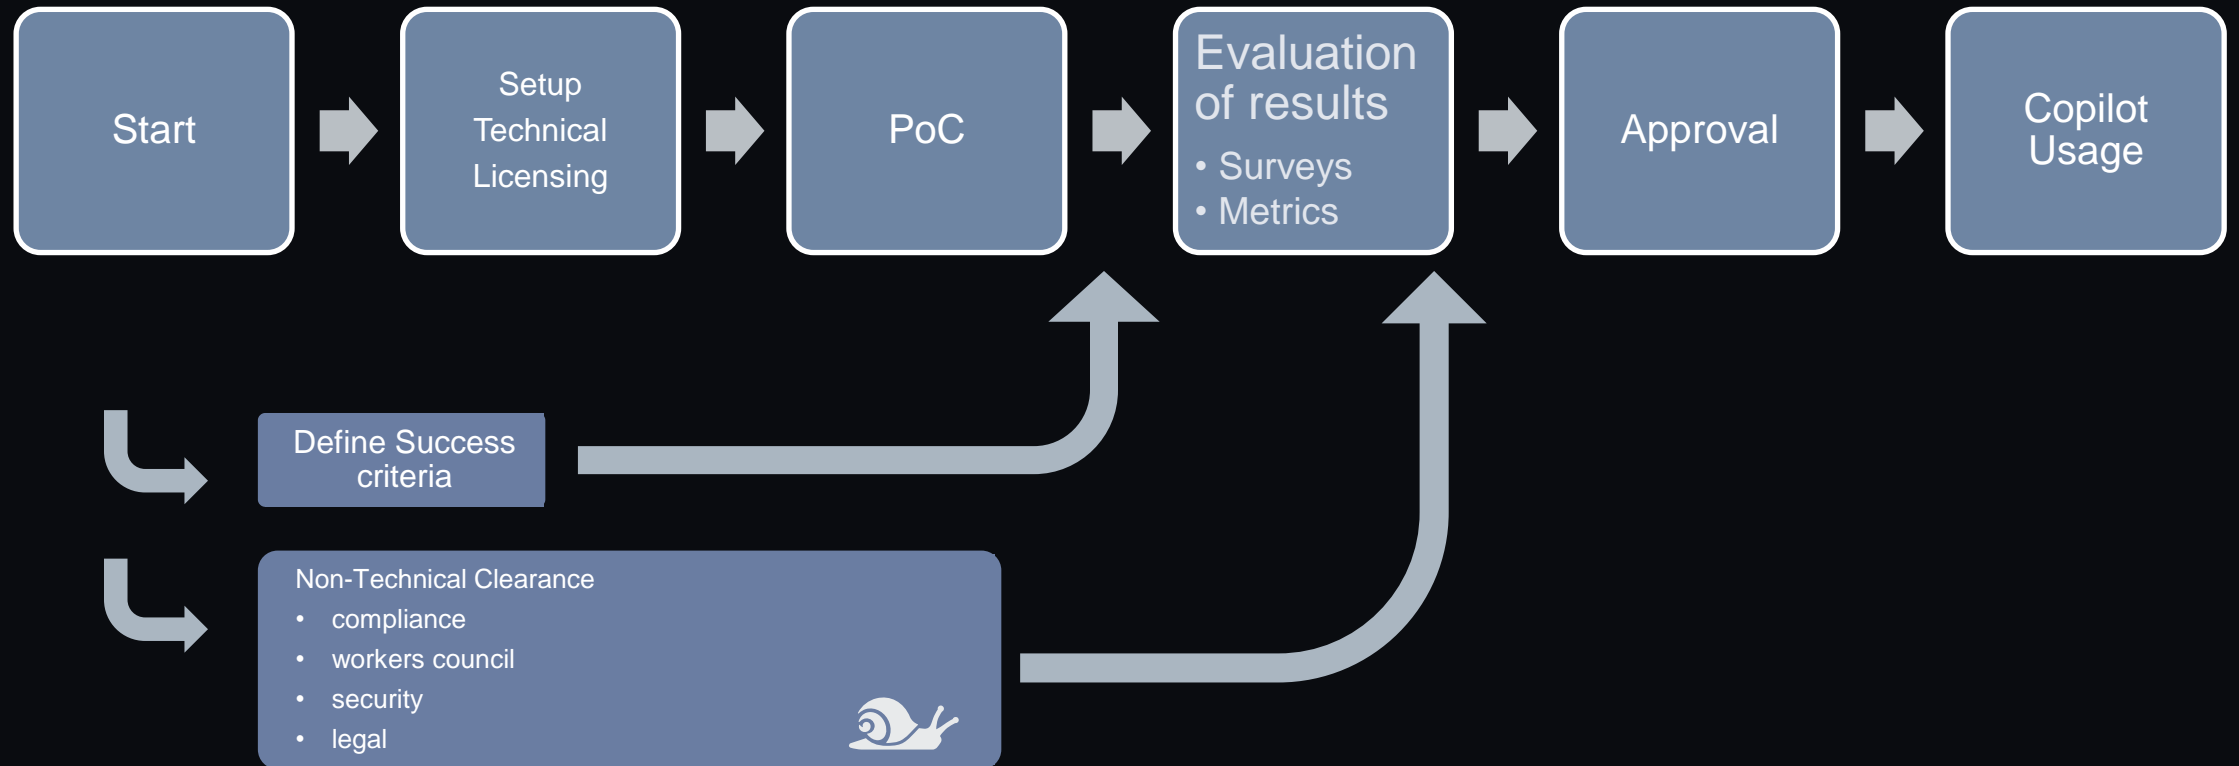 Start
Setup
Technical
Licensing
PoC
Evaluation
of results
• Surveys
• Metrics
Approval
Copilot
Usage
Define Success
criteria
Non-Technical Clearance
• compliance
• workers council
• security
• legal